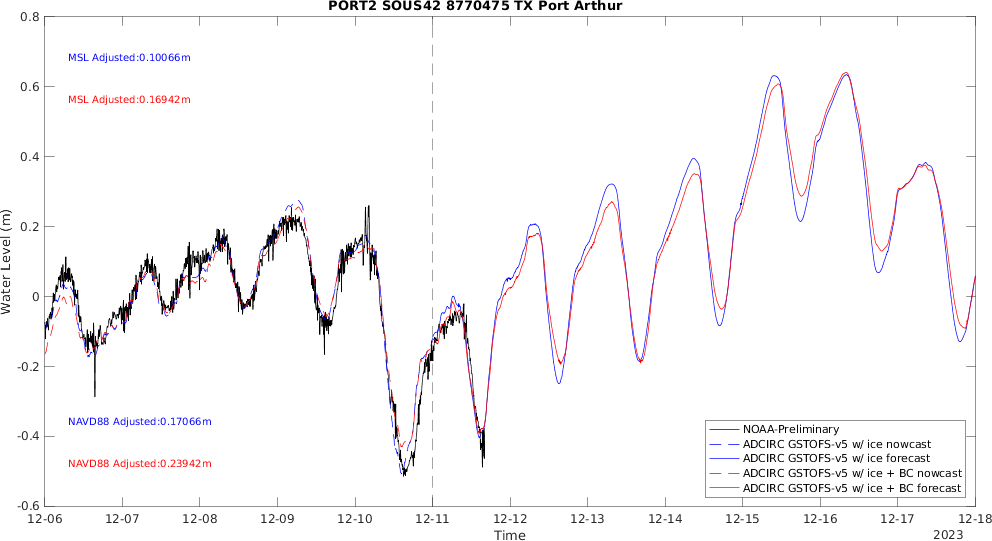 PORT2 SOUS42 8770475 TX Port Arthur
0.8
MSL Adjusted:0.10066m
0.6
MSL Adjusted:0.16942m
0.4
0.2
Water Level (m)
0
-0.2
NAVD88 Adjusted:0.17066m
-0.4
NAVD88 Adjusted:0.23942m
NOAA-Preliminary
ADCIRC GSTOFS-v5 w/ ice nowcast
ADCIRC GSTOFS-v5 w/ ice forecast
ADCIRC GSTOFS-v5 w/ ice + BC nowcast
ADCIRC GSTOFS-v5 w/ ice + BC forecast
-0.6
12-06 12-07 12-08 12-09 12-10 12-11 12-12 12-13 12-14 12-15 12-16 12-17 12-18
Time
2023